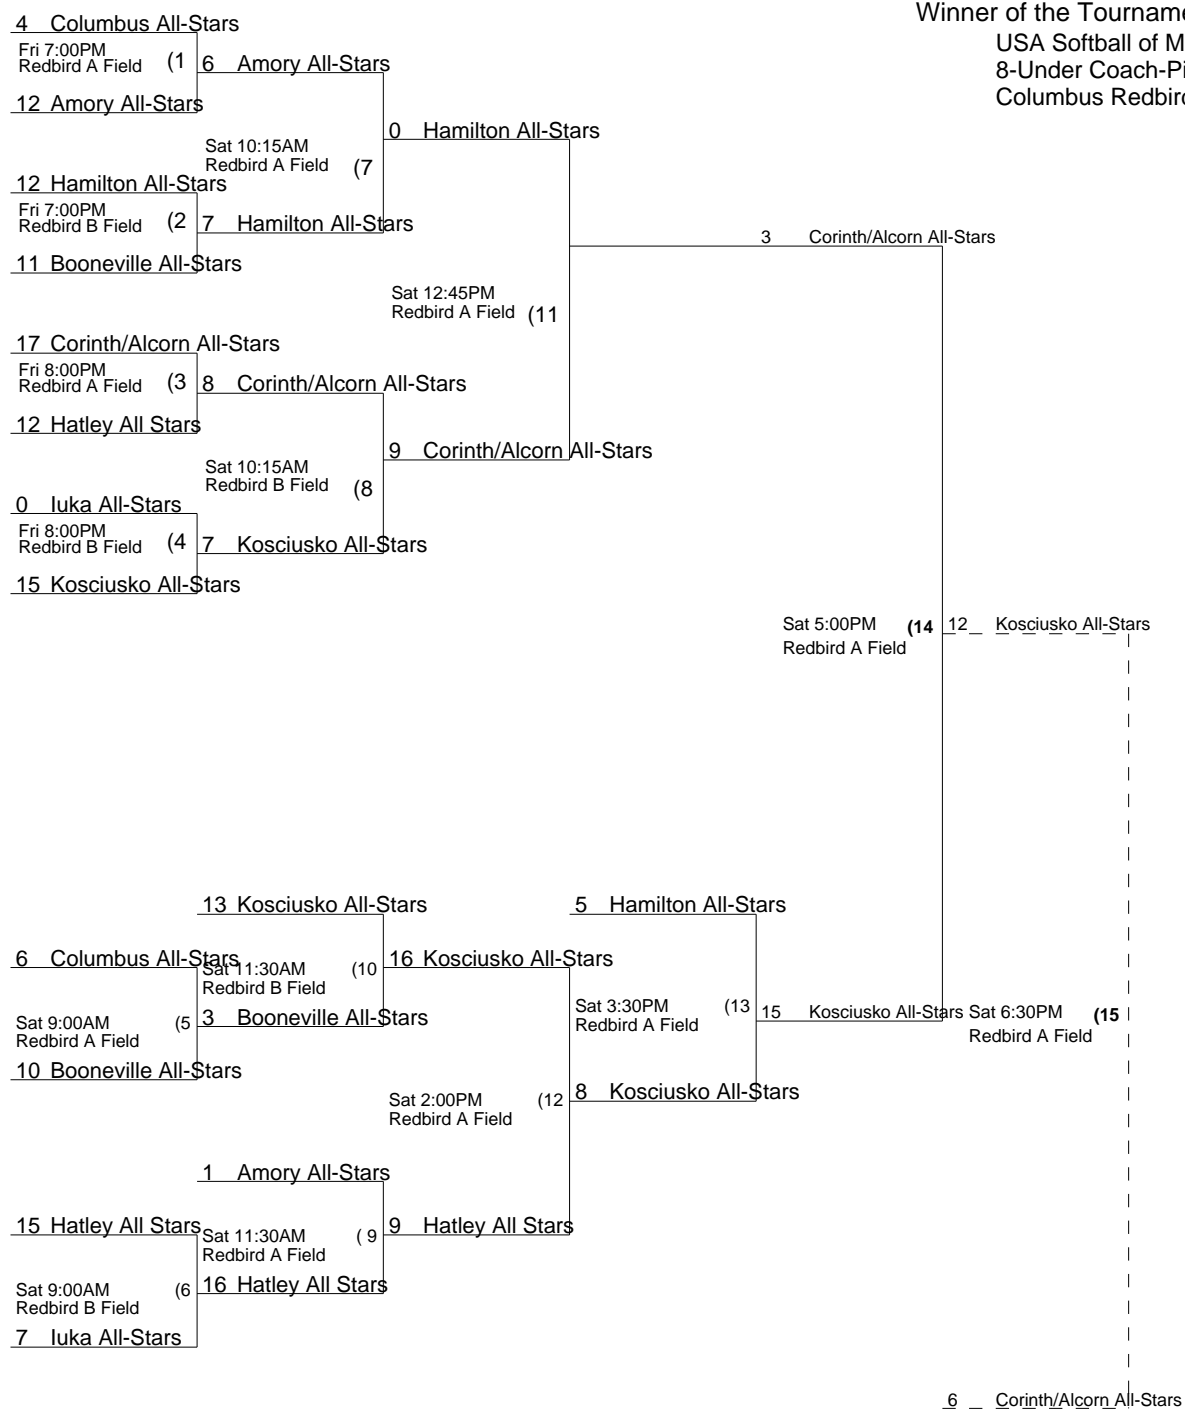 Winner of the Tourname
USA Softball of M
8-Under Coach-Pi
Columbus Redbird
4 Columbus All-Stars
Fri 7:00PM
Redbird A Field (1
6 Amory All-Stars
12 Amory All-Stars
0 Hamilton All-Stars
Sat 10:15AM
Redbird A Field (7
12 Hamilton All-Stars
Fri 7:00PM
Redbird B Field (2
7 Hamilton All-Stars
11 Booneville All-Stars
3 Corinth/Alcorn All-Stars
Sat 12:45PM
Redbird A Field (11
17 Corinth/Alcorn All-Stars
Fri 8:00PM
Redbird A Field (3
8 Corinth/Alcorn All-Stars
12 Hatley All Stars
9 Corinth/Alcorn All-Stars
Sat 10:15AM
Redbird B Field (8
0 Iuka All-Stars
Fri 8:00PM
Redbird B Field (4
7 Kosciusko All-Stars
15 Kosciusko All-Stars
Sat 5:00PM (14
Redbird A Field
12 Kosciusko All-Stars
13 Kosciusko All-Stars
5 Hamilton All-Stars
6 Columbus All-Stars
Sat 11:30AM (10
Redbird B Field
16 Kosciusko All-Stars
Sat 9:00AM (5
Redbird A Field
3 Booneville All-Stars
Sat 3:30PM (13
Redbird A Field
15 Kosciusko All-Stars
Sat 6:30PM (15
Redbird A Field
10 Booneville All-Stars
Sat 2:00PM (12
Redbird A Field
8 Kosciusko All-Stars
1 Amory All-Stars
15 Hatley All Stars
Sat 11:30AM ( 9
Redbird A Field
9 Hatley All Stars
Sat 9:00AM (6
Redbird B Field
16 Hatley All Stars
7 Iuka All-Stars
6 Corinth/Alcorn All-Stars